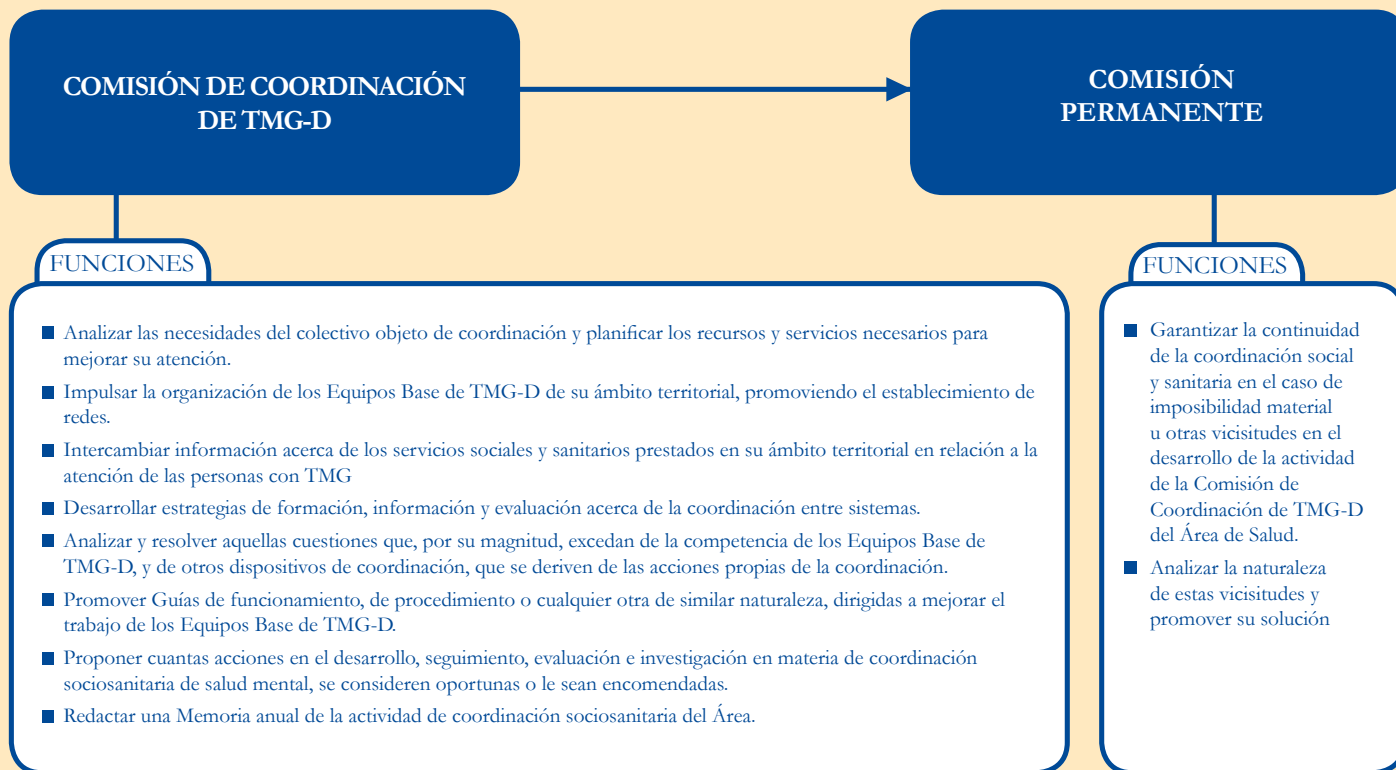 COMISIÓN DE COORDINACIÓN
DE TMG-D
COMISIÓN
PERMANENTE
FUNCIONES
Analizar las necesidades del colectivo objeto de coordinación y planificar los recursos y servicios necesarios para
mejorar su atención.
Impulsar la organización de los Equipos Base de TMG-D de su ámbito territorial, promoviendo el establecimiento de
redes.
Intercambiar información acerca de los servicios sociales y sanitarios prestados en su ámbito territorial en relación a la
atención de las personas con TMG
Desarrollar estrategias de formación, información y evaluación acerca de la coordinación entre sistemas.
Analizar y resolver aquellas cuestiones que, por su magnitud, excedan de la competencia de los Equipos Base de
TMG-D, y de otros dispositivos de coordinación, que se deriven de las acciones propias de la coordinación.
Promover Guías de funcionamiento, de procedimiento o cualquier otra de similar naturaleza, dirigidas a mejorar el
trabajo de los Equipos Base de TMG-D.
Proponer cuantas acciones en el desarrollo, seguimiento, evaluación e investigación en materia de coordinación
sociosanitaria de salud mental, se consideren oportunas o le sean encomendadas.
Redactar una Memoria anual de la actividad de coordinación sociosanitaria del Área.
FUNCIONES
Garantizar la continuidad
de la coordinación social
y sanitaria en el caso de
imposibilidad material
u otras vicisitudes en el
desarrollo de la actividad
de la Comisión de
Coordinación de TMG-D
del Área de Salud.
Analizar la naturaleza
de estas vicisitudes y
promover su solución